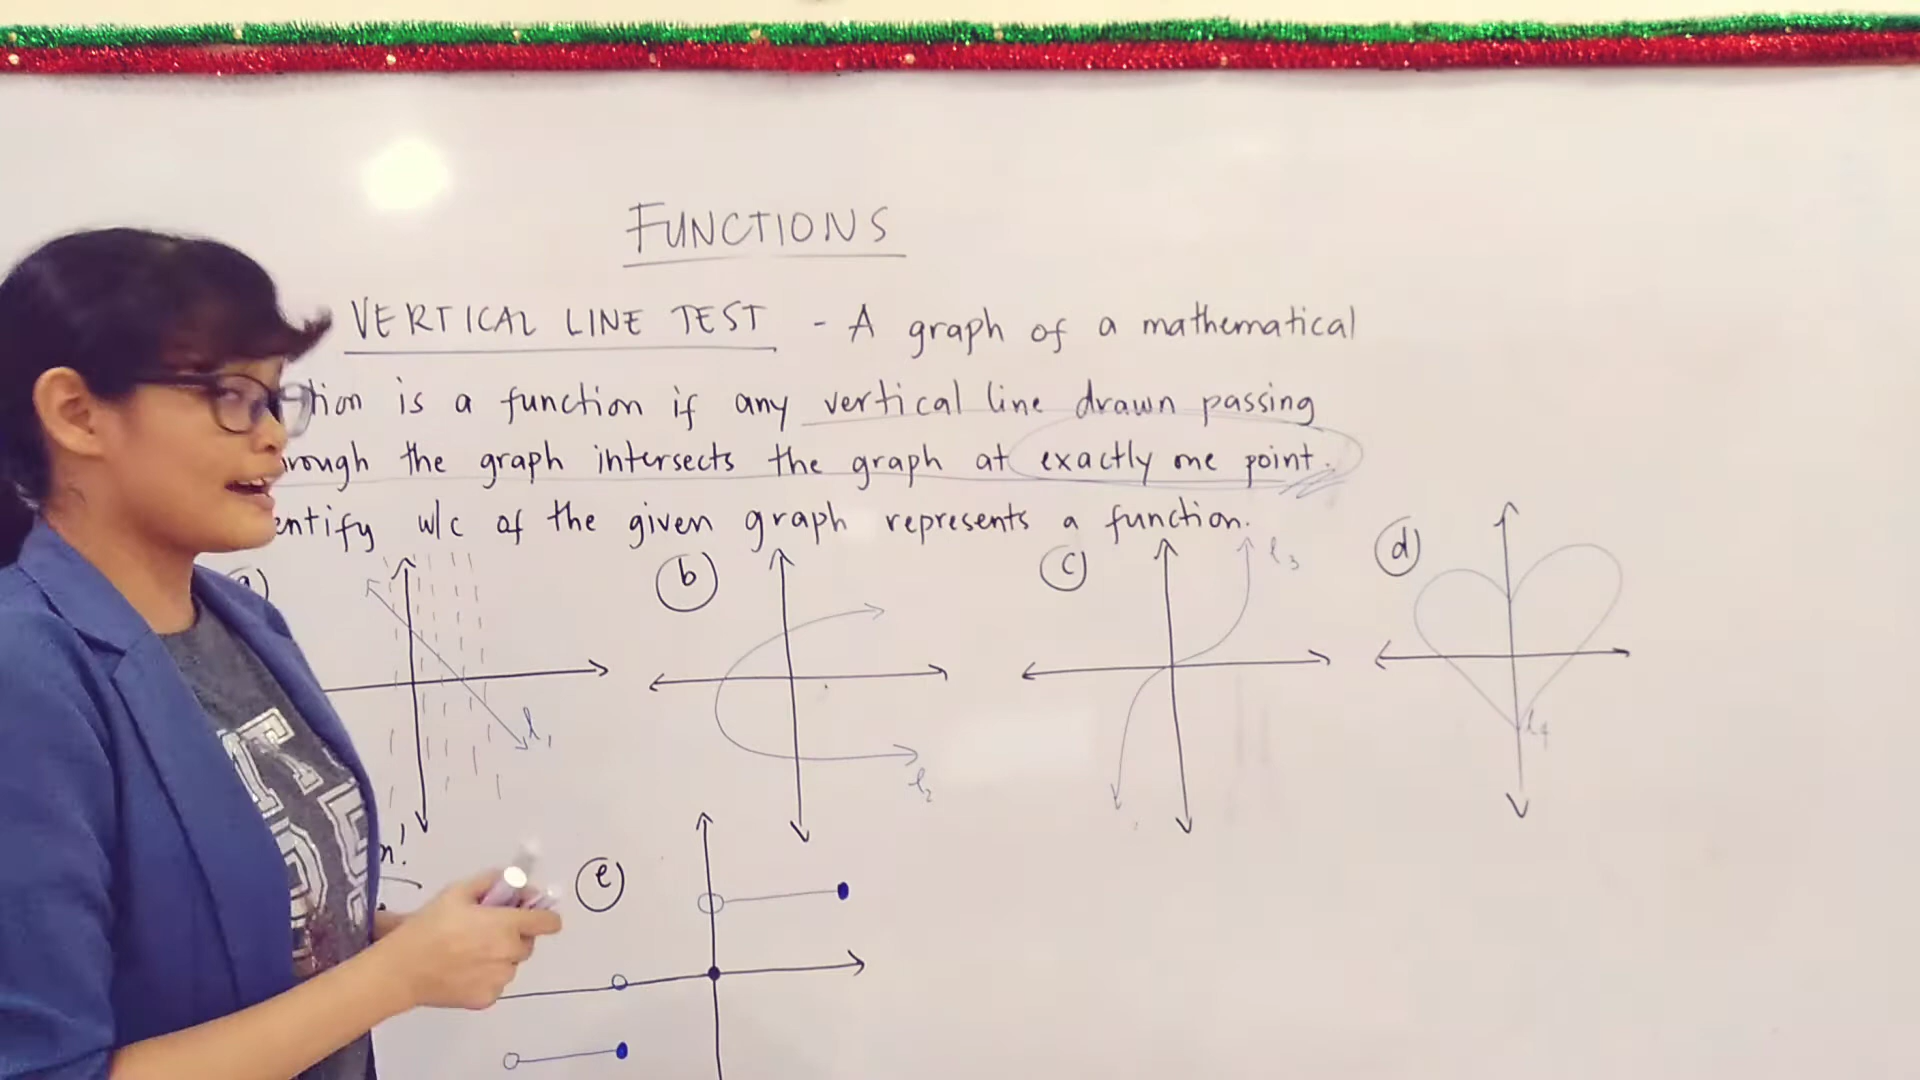 FUNCTIONS
VERTICAL LINE TEST - A graph of a mathematical
tion is a function if any vertical line drawn passing
rough the graph intersects the graph at exactly one point.
entify w/c of the given graph represents a function.
a) b c d
l1 l2 l3 l4
n!
e